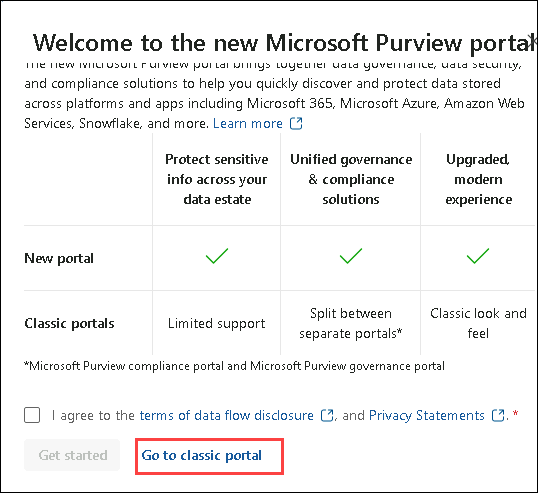 Welcome to the new Microsoft Purview portal
The new Microsoft Purview portal brings together data governance, data security,
and compliance solutions to help you quickly discover and protect data stored
across platforms and apps including Microsoft 365, Microsoft Azure, Amazon Web
Services, Snowflake, and more. Learn more
Protect sensitive info across your data estate
Unified governance & compliance solutions
Upgraded, modern experience
New portal
Classic portals
Limited support
Split between separate portals*
Classic look and feel
*Microsoft Purview compliance portal and Microsoft Purview governance portal
I agree to the terms of data flow disclosure , and Privacy Statements . *
Get started
Go to classic portal